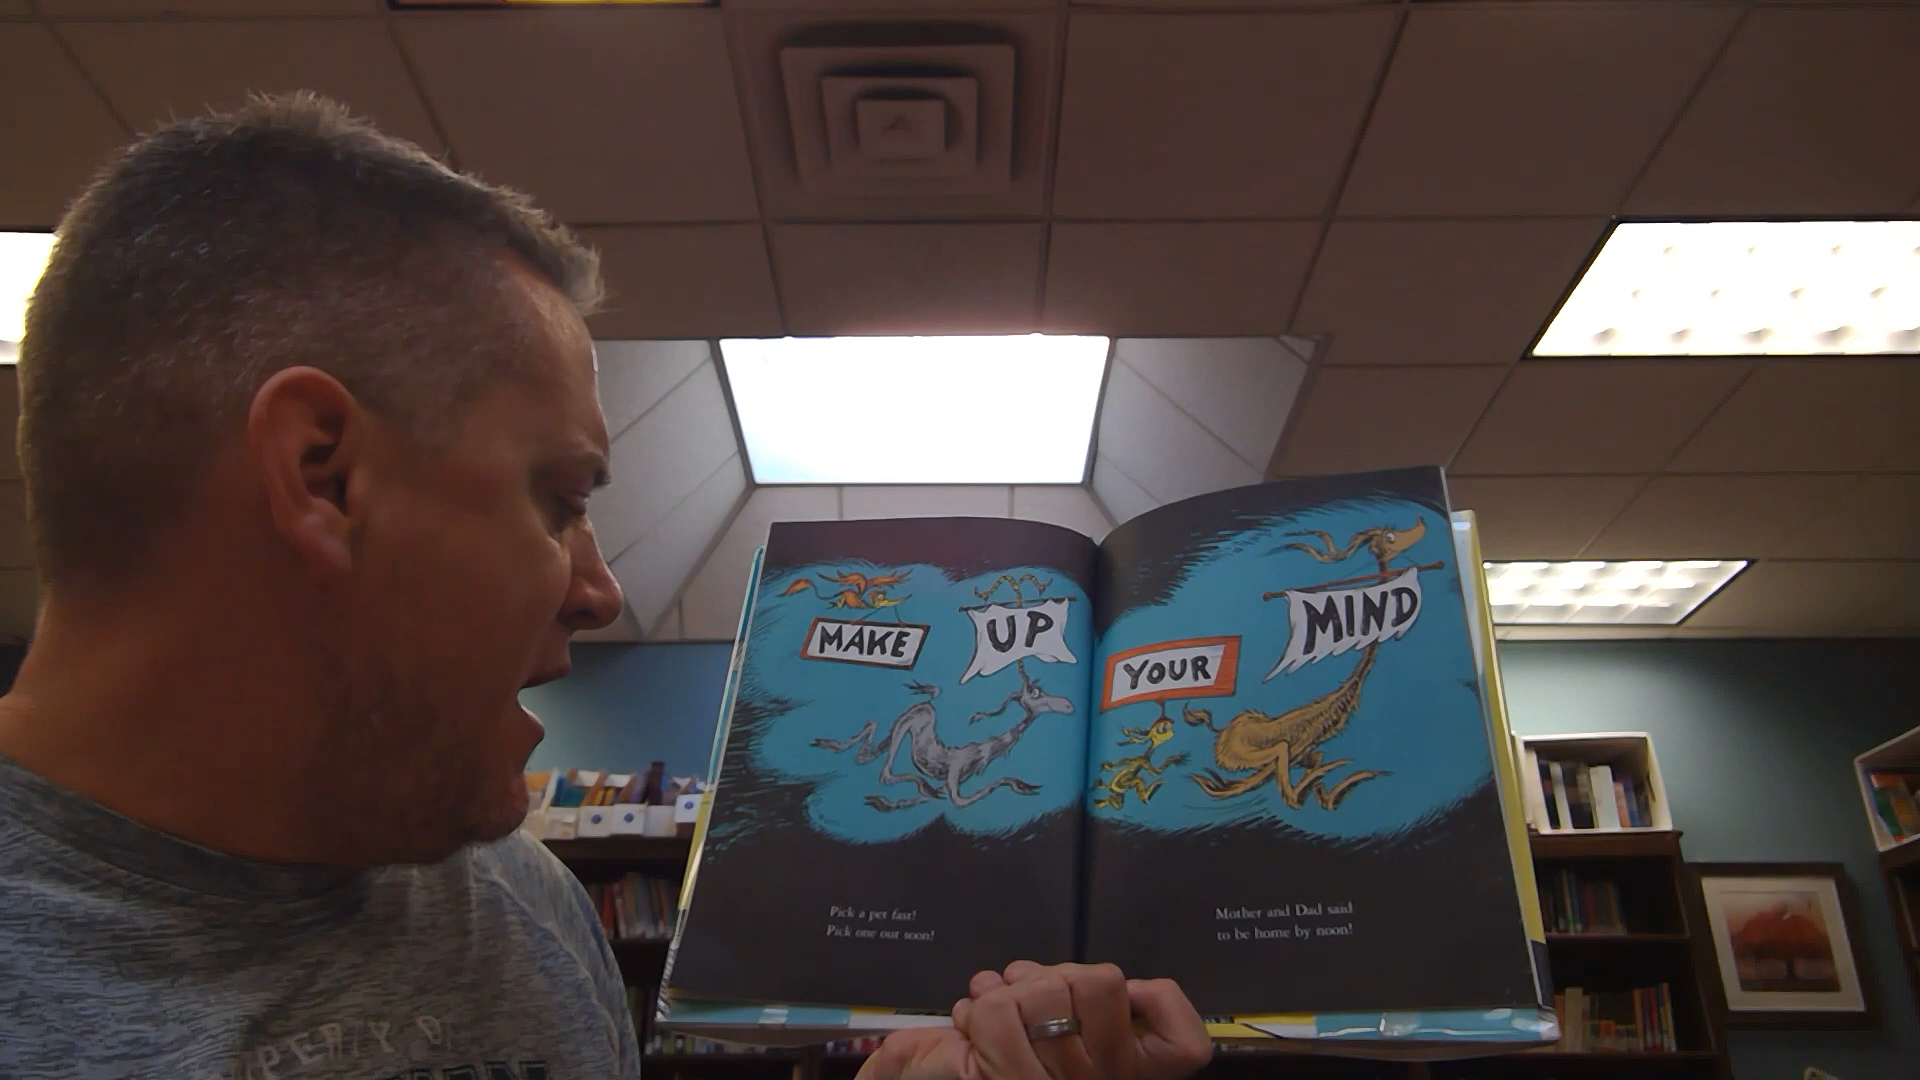 MAKE
UP
YOUR
MIND
Pick a pet fast!
Pick one out soon!
Mother and Dad said
to be home by noon!